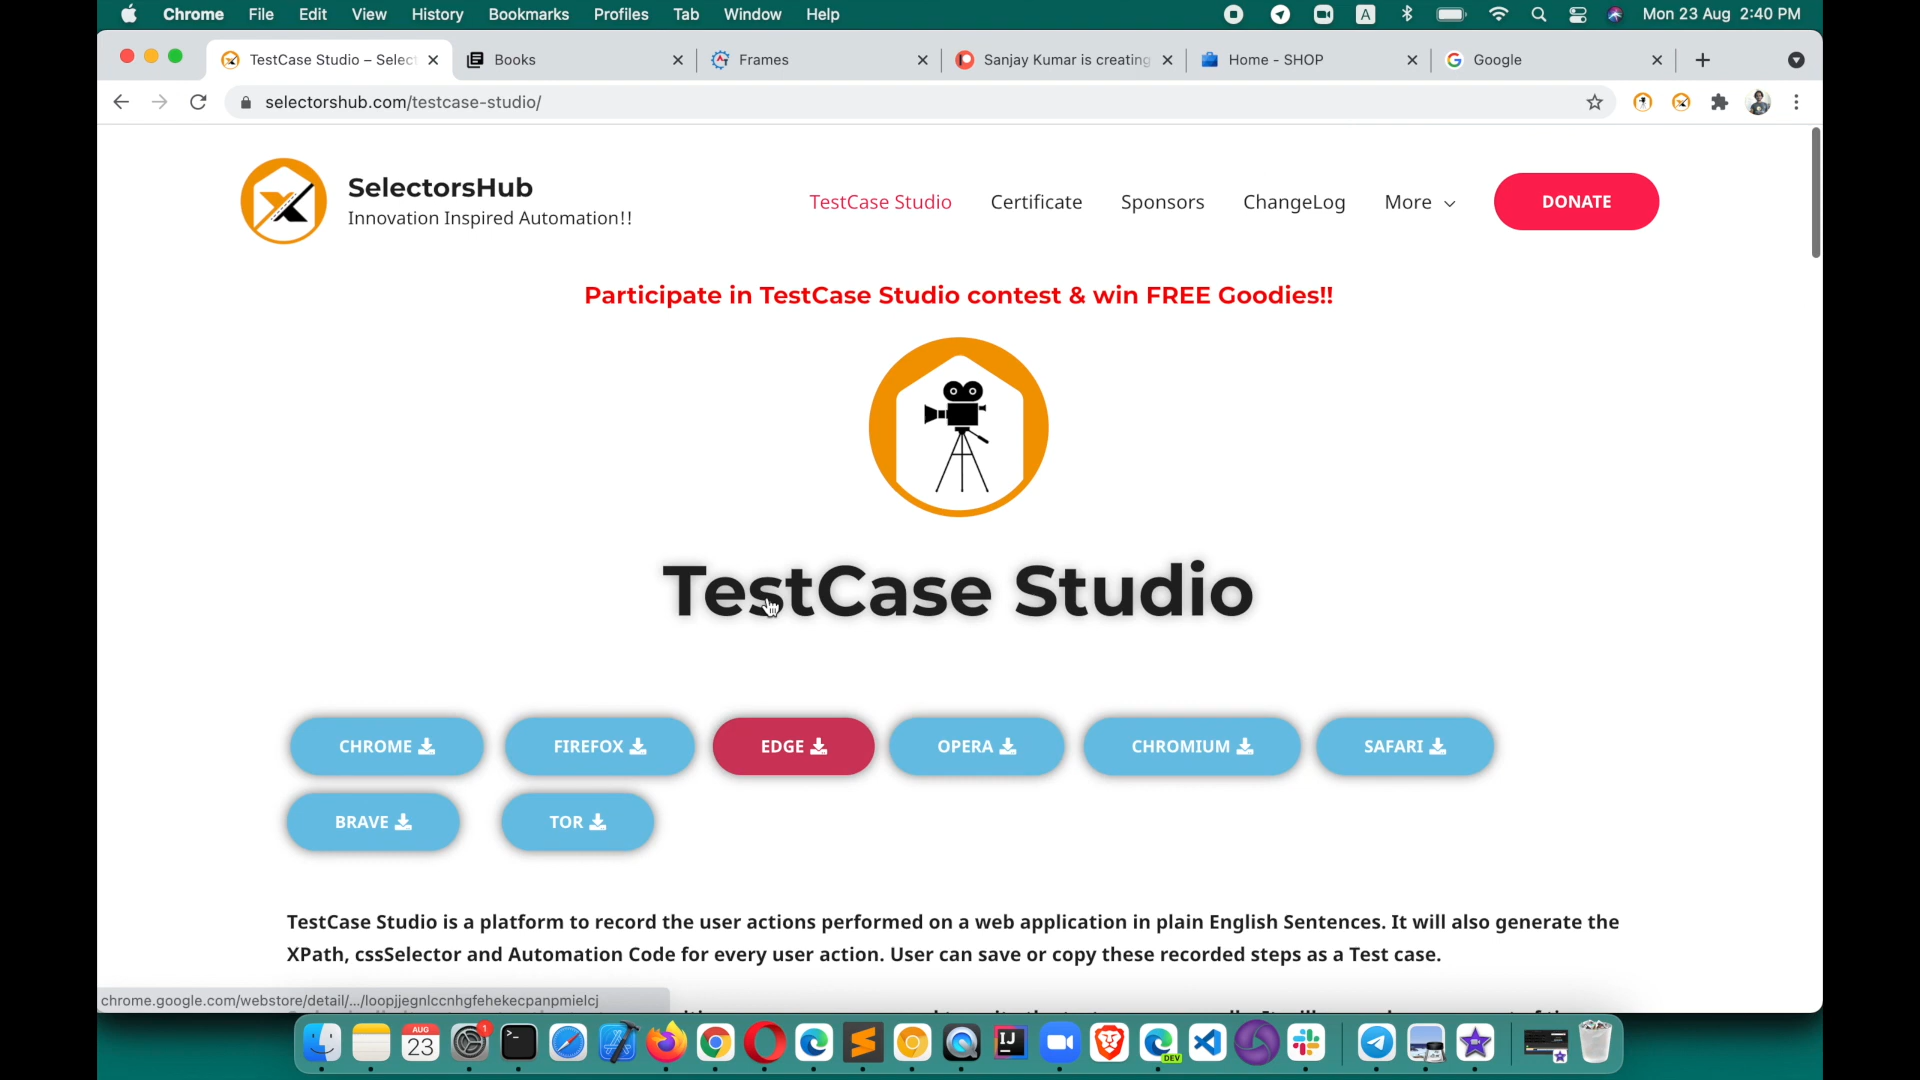 Chrome File Edit View History Bookmarks Profiles Tab Window Help A Mon 23 Aug 2:40 PM
TestCase Studio – Selec Books Frames Sanjay Kumar is creating Home - SHOP Google
selectorshub.com/testcase-studio/
SelectorsHub
Innovation Inspired Automation!!
TestCase Studio Certificate Sponsors ChangeLog More DONATE
Participate in TestCase Studio contest & win FREE Goodies!!
TestCase Studio
CHROME FIREFOX EDGE OPERA CHROMIUM SAFARI
BRAVE TOR
TestCase Studio is a platform to record the user actions performed on a web application in plain English Sentences. It will also generate the
XPath, cssSelector and Automation Code for every user action. User can save or copy these recorded steps as a Test case.
chrome.google.com/webstore/detail/.../loopjjegnlccnhgfehekecpanpmielcj
AUG
23
1
IJ
DEV